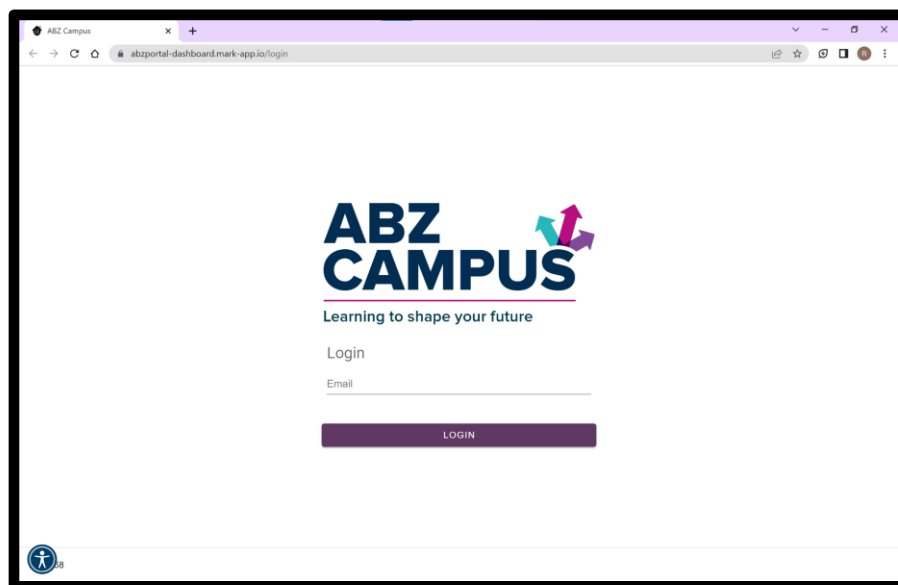 ABZ Campus
abzportal-dashboard.mark-app.io/login
R
ABZ
CAMPUS
Learning to shape your future
Login
Email
LOGIN